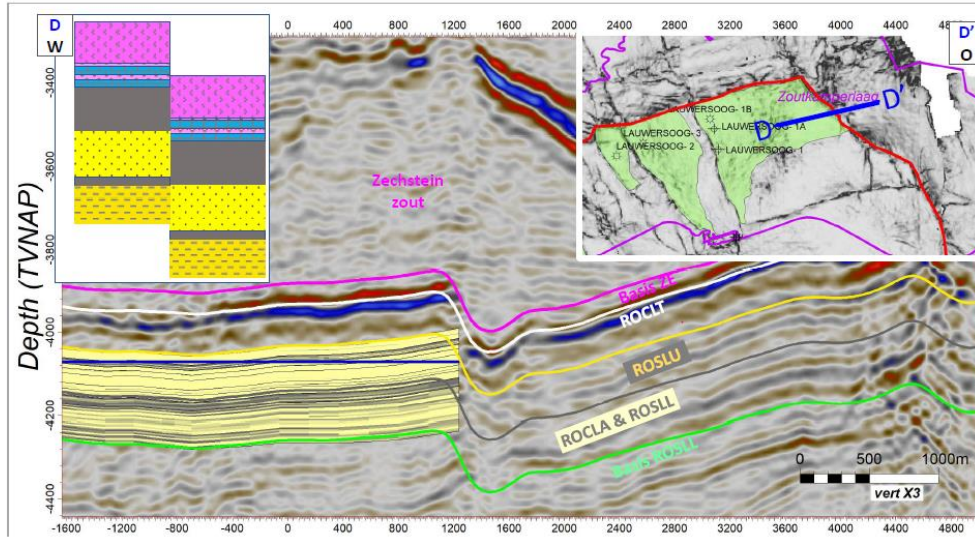 D
W
0 400 800 1200 1600 2000 2400 2800 3200 3600 4000 4400
D'
O
Zoutkamperlaag
D'
LAUWERSOOG- 1B
D
LAUWERSOOG- 1A
LAUWERSOOG- 3
LAUWERSOOG- 2
LAUWERSOOG- 1
-3400
-3600
-3800
-4000
-4200
-4400
Depth (TVNAP)
Zechstein
zout
Basis ZE
ROCLT
ROSLU
ROCLA & ROSLL
Basis ROSLL
0 500 1000m
vert X3
-1600 -1200 -800 -400 0 400 800 1200 1600 2000 2400 2800 3200 3600 4000 4400 4800